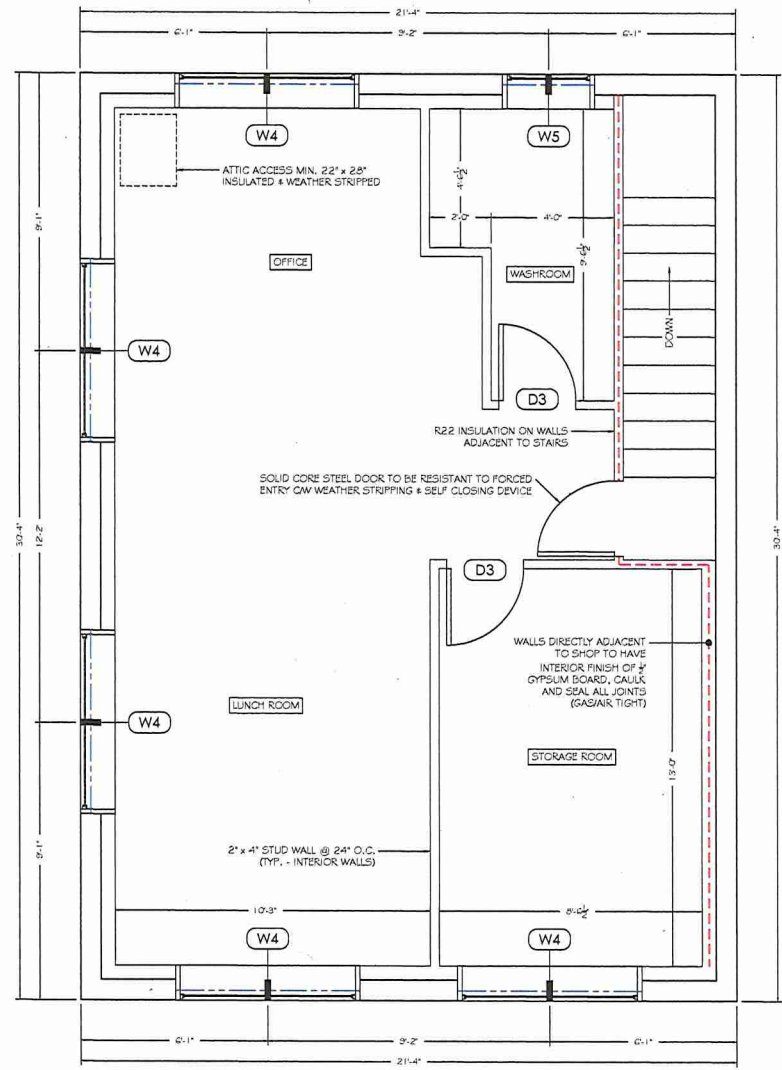 21'-4"
6'-1"
9'-2"
6'-1"
W4
W5
ATTIC ACCESS MIN. 22" x 28"
INSULATED & WEATHER STRIPPED
4'-6½"
2'-0"
4'-0"
9'-6½"
9'-1"
OFFICE
WASHROOM
DOWN
W4
D3
R22 INSULATION ON WALLS
ADJACENT TO STAIRS
SOLID CORE STEEL DOOR TO BE RESISTANT TO FORCED
ENTRY C/W WEATHER STRIPPING & SELF CLOSING DEVICE
30'-4"
12'-2"
30'-4"
D3
WALLS DIRECTLY ADJACENT
TO SHOP TO HAVE
INTERIOR FINISH OF ½"
GYPSUM BOARD, CAULK
AND SEAL ALL JOINTS
(GAS/AIR TIGHT)
LUNCH ROOM
W4
STORAGE ROOM
13'-0"
2" x 4" STUD WALL @ 24" O.C.
(TYP. - INTERIOR WALLS)
9'-1"
10'-3"
8'-6½"
W4
W4
6'-1"
9'-2"
6'-1"
21'-4"